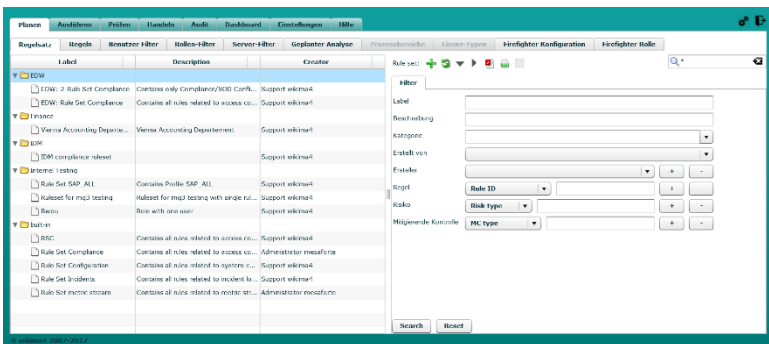 Planen Ausführen Prüfen Handeln Audit Dashboard Einstellungen Hilfe
Regelsatz Regeln Benutzer Filter Rollen-Filter Server-Filter Geplanter Analyse Prozessbereiche Lizenz-Typen Firefighter Konfiguration Firefighter Rolle
Label Description Creator
EDW
EDW: 2 Rule Set Compliance Contains only Compliance/SOD Confi... Support wikima4
EDW: Rule Set Compliance Contains all rules related to access co... Support wikima4
Finance
Vienna Accounting Departe... Vienna Accounting Departement Support wikima4
IDM
IDM compliance ruleset Support wikima4
Internal Testing
Rule Set SAP_ALL Contains Profile SAP_ALL Support wikima4
Ruleset for mq3 testing Ruleset for mq3 testing with single rul... Support wikima4
Role with one user Support wikima4
built-in
RSC Contains all rules related to access co... Support wikima4
Rule Set Compliance Contains all rules related to access co... Administrator mesaforte
Rule Set Configuration Contains all rules related to system c... Support wikima4
Rule Set Incidents Contains all rules related to incident lo... Support wikima4
Rule Set metric stream Contains all rules related to metric str... Administrator mesaforte
Rule set:
Filter
Label
Beschreibung
Kategorie
Erstellt von
Ersteller + -
Regel Rule ID + -
Risiko Risk type + -
Mitigierende Kontrolle MC type + -
Search Reset
© wikima4 2007-2017